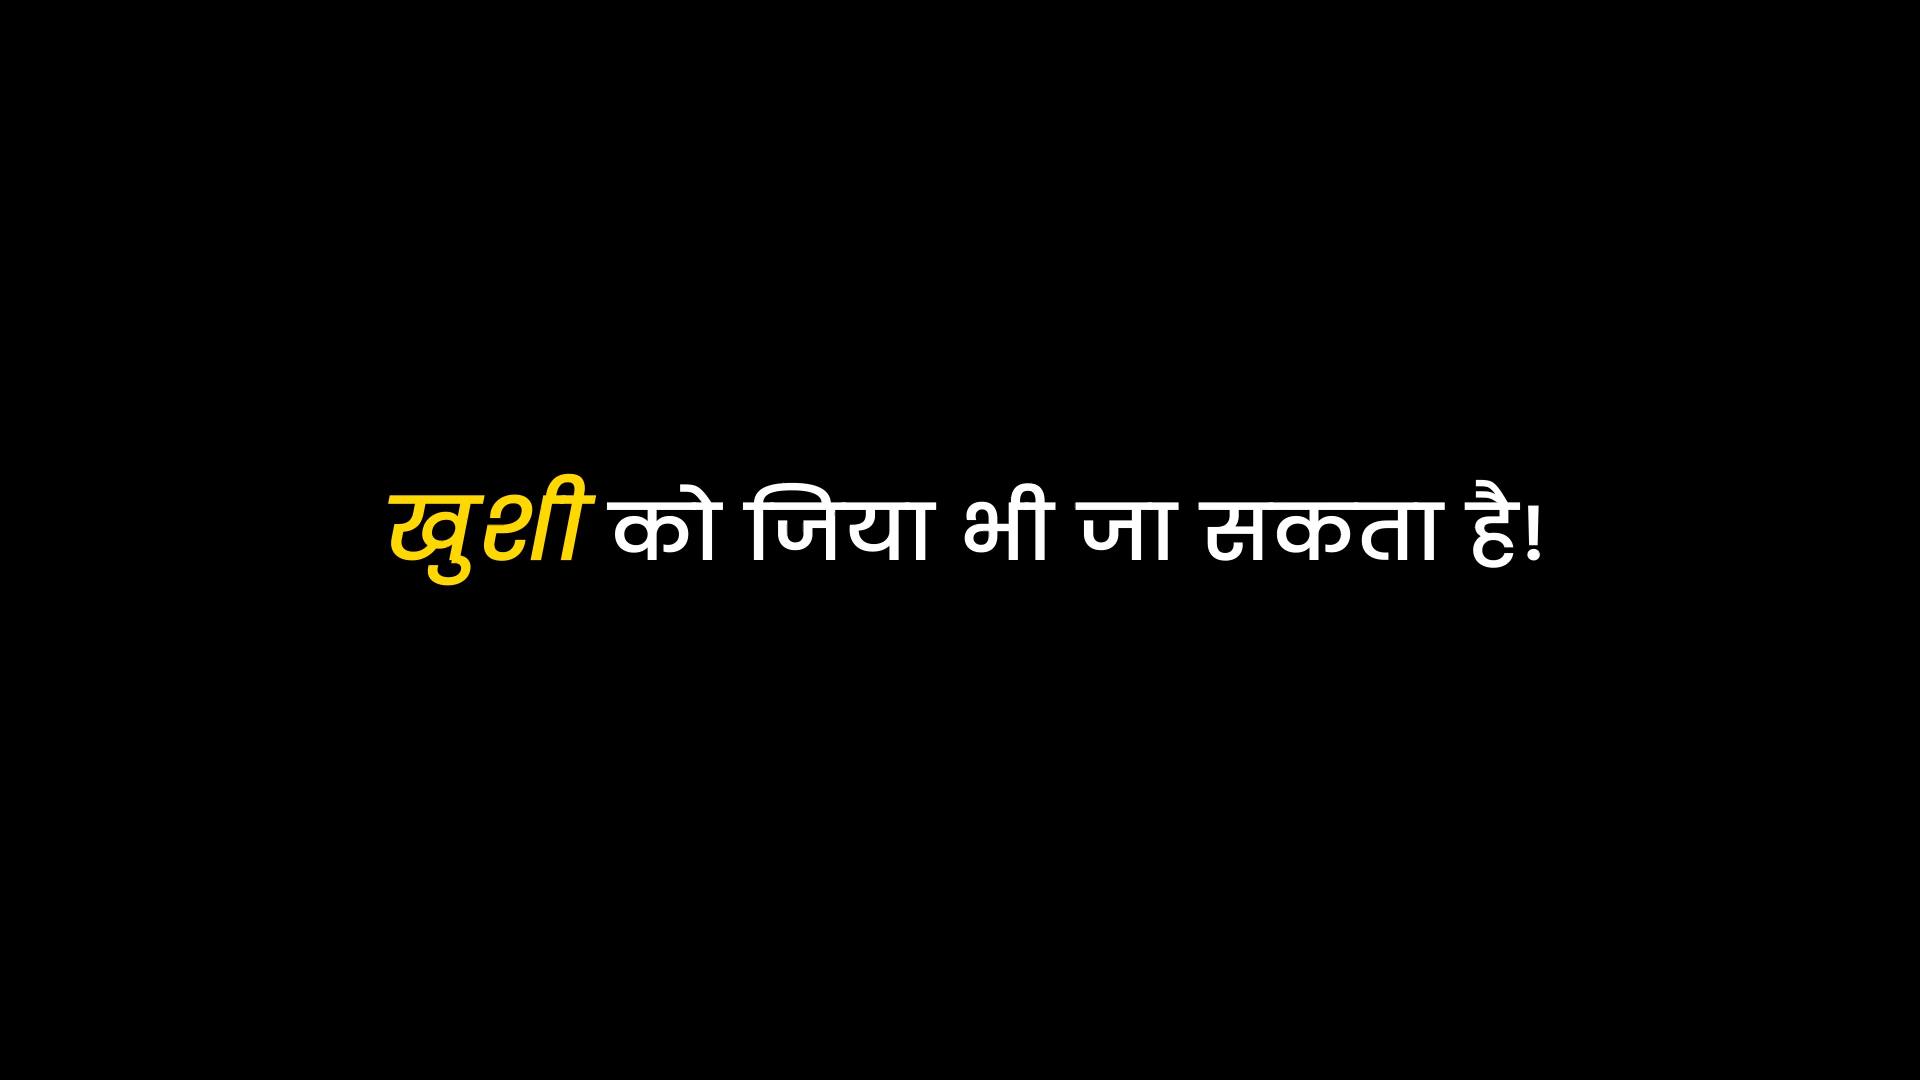 खुशी को जिया भी जा सकता है!